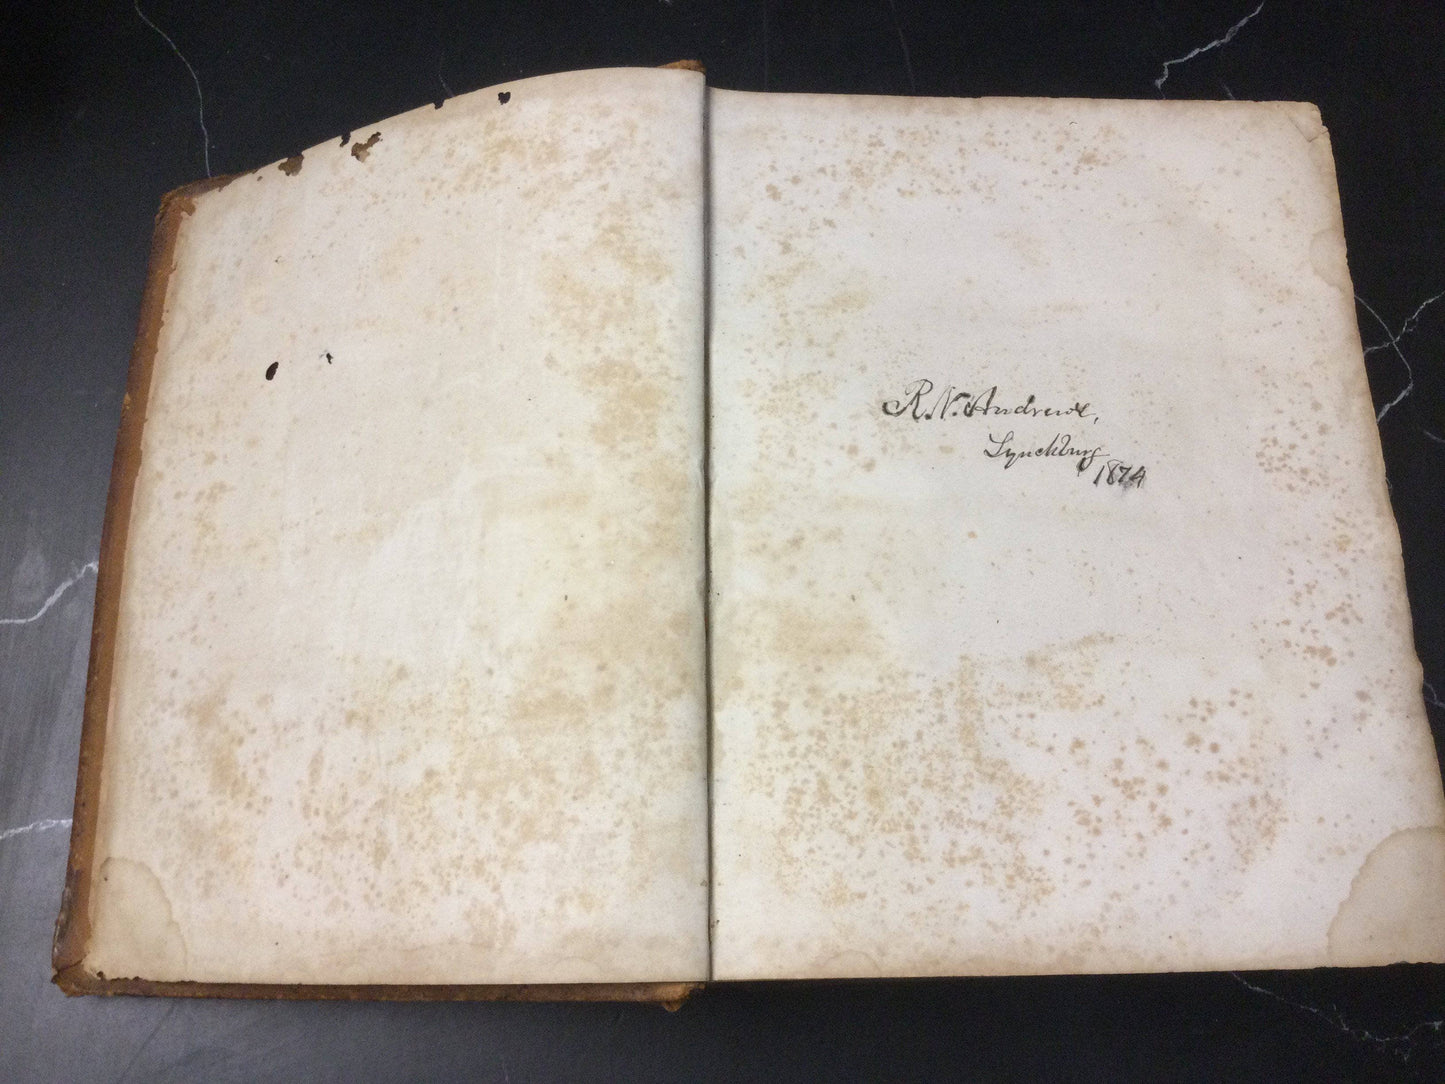 R. N. Andrews,
Lynchburg
1874